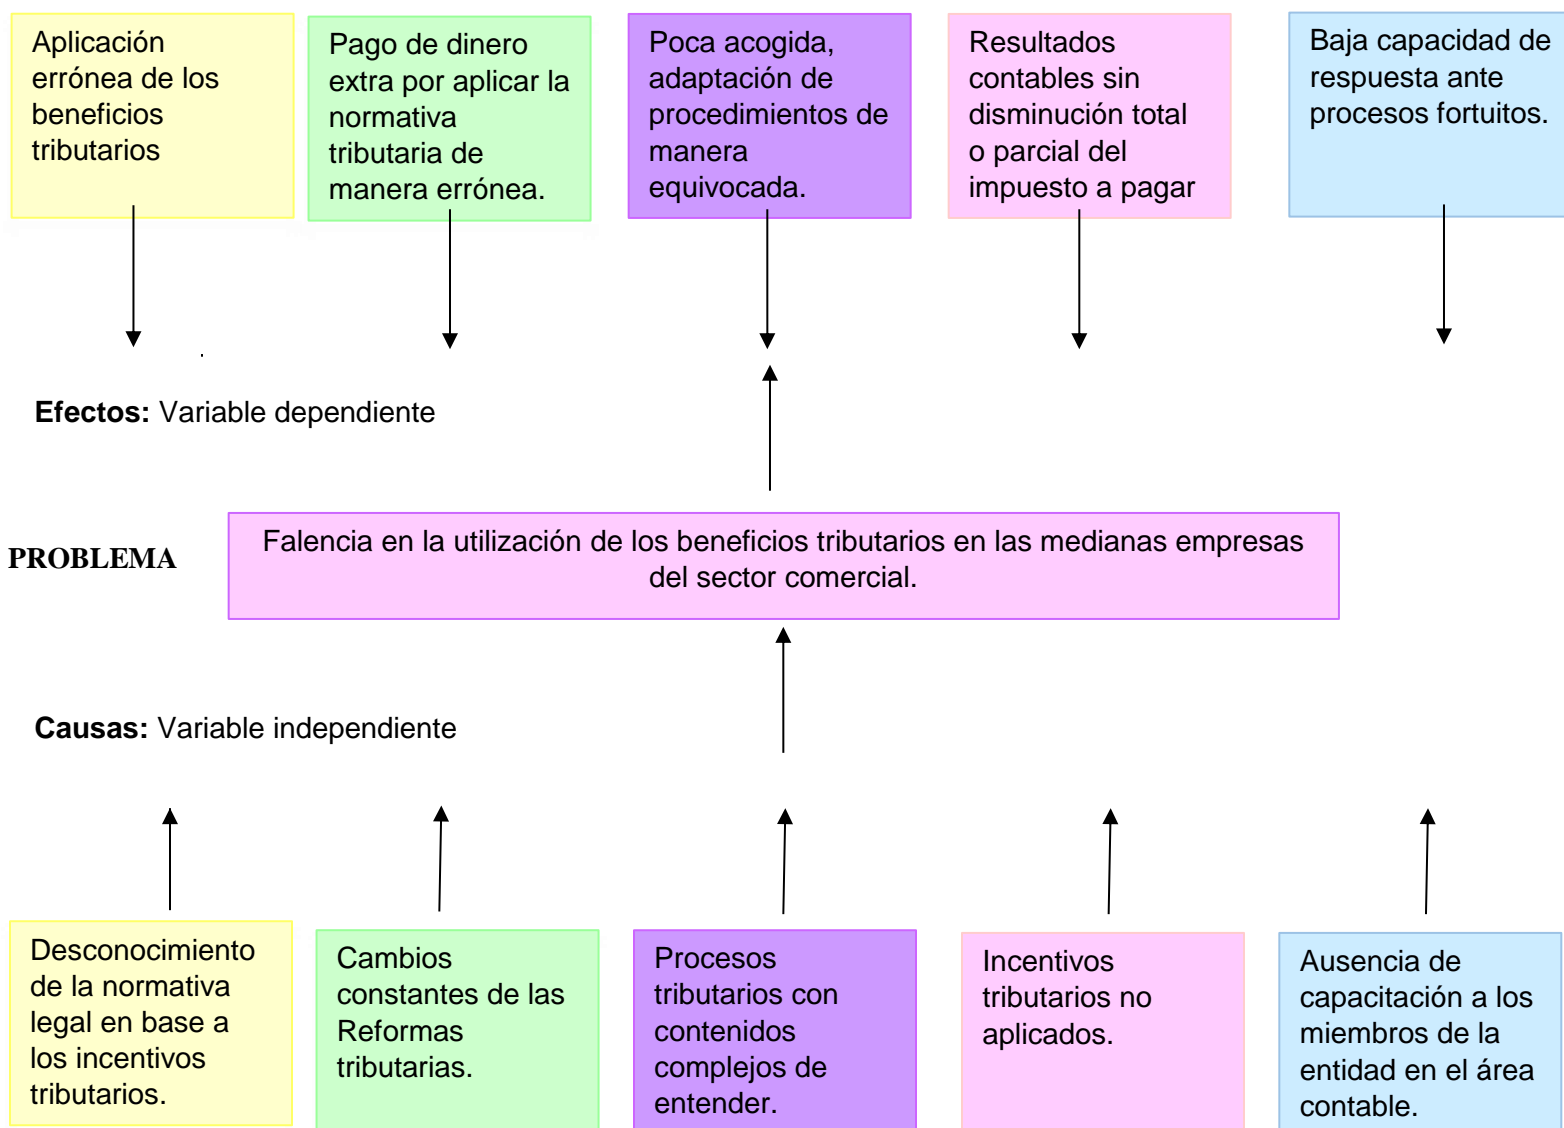 Aplicación
errónea de los
beneficios
tributarios
Pago de dinero
extra por aplicar la
normativa
tributaria de
manera errónea.
Poca acogida,
adaptación de
procedimientos de
manera
equivocada.
Resultados
contables sin
disminución total
o parcial del
impuesto a pagar
Baja capacidad de
respuesta ante
procesos fortuitos.
.
Efectos: Variable dependiente
PROBLEMA
Falencia en la utilización de los beneficios tributarios en las medianas empresas
del sector comercial.
Causas: Variable independiente
Desconocimiento
de la normativa
legal en base a
los incentivos
tributarios.
Cambios
constantes de las
Reformas
tributarias.
Procesos
tributarios con
contenidos
complejos de
entender.
Incentivos
tributarios no
aplicados.
Ausencia de
capacitación a los
miembros de la
entidad en el área
contable.